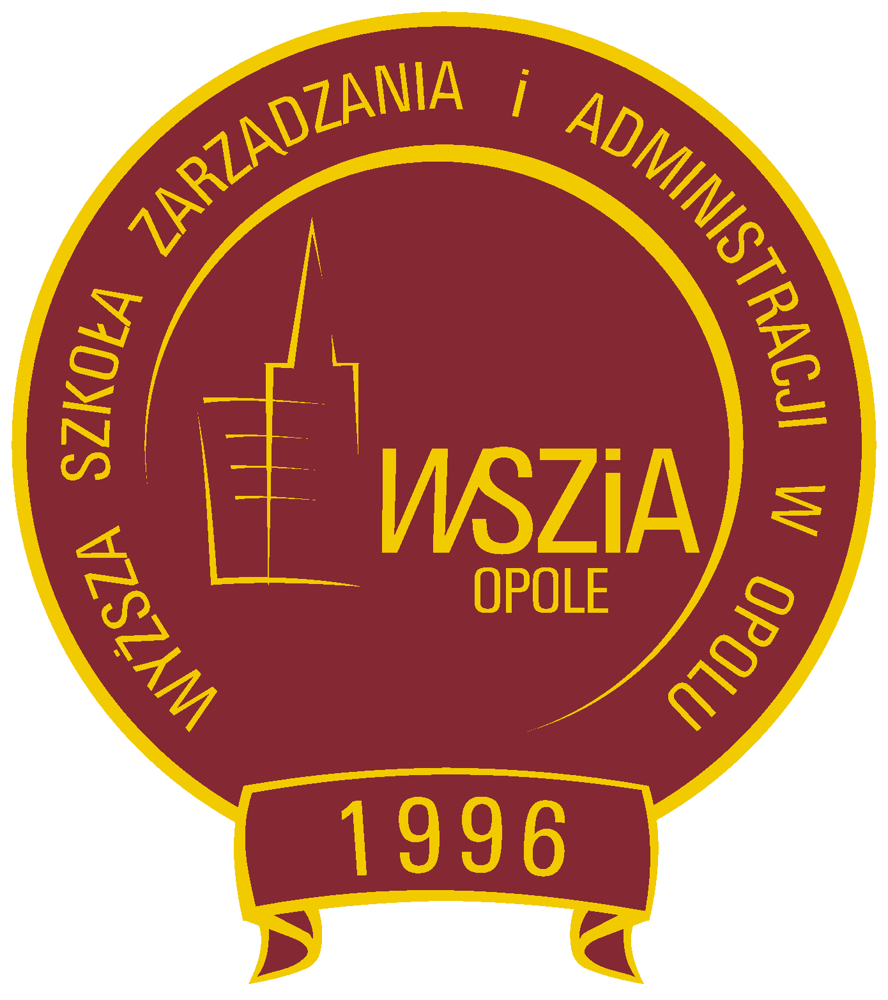 WYŻSZA SZKOŁA ZARZĄDZANIA i ADMINISTRACJI W OPOLU
WSZiA
OPOLE
1996